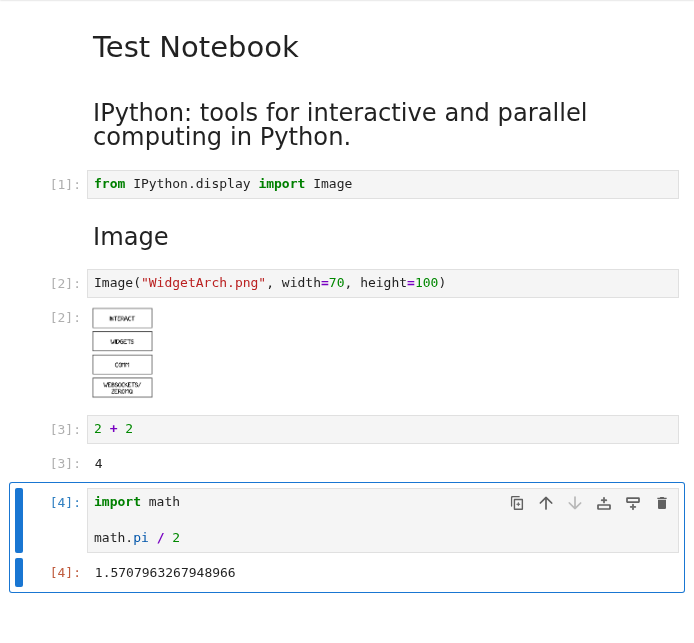 Test Notebook
IPython: tools for interactive and parallel
computing in Python.
[1]: from IPython.display import Image
Image
[2]: Image("WidgetArch.png", width=70, height=100)
[2]:
INTERACT
WIDGETS
COMM
WEBSOCKETS/
ZEROMQ
[3]: 2 + 2
[3]: 4
[4]: import math
math.pi / 2
[4]: 1.5707963267948966